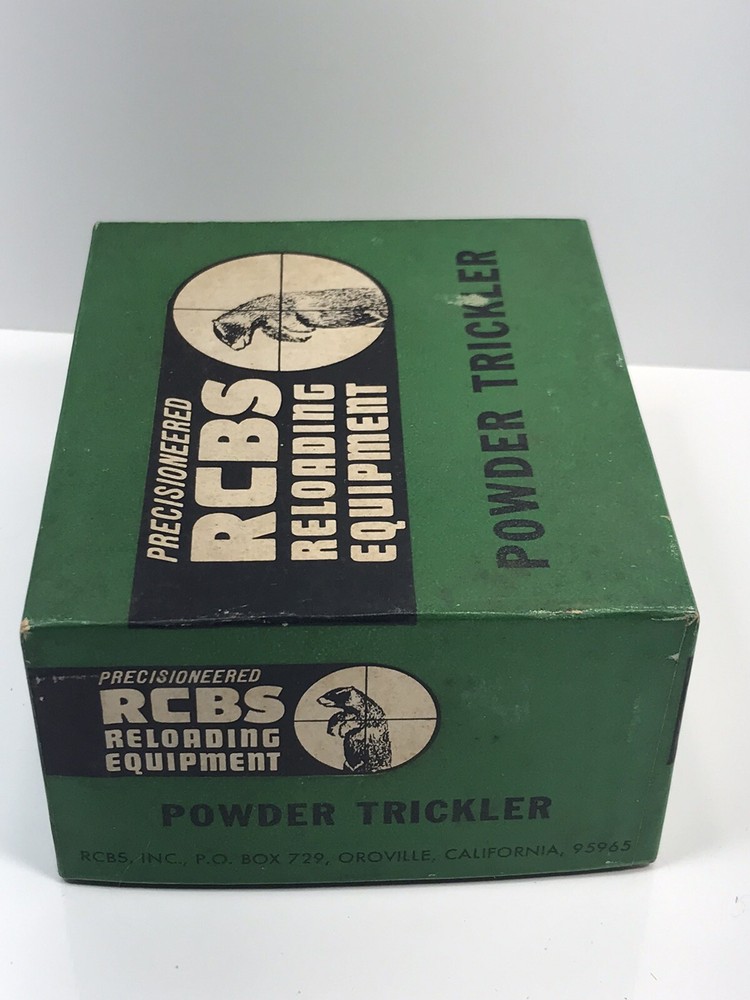 PRECISIONEERED
RCBS
RELOADING
EQUIPMENT
POWDER TRICKLER
PRECISIONEERED
RCBS
RELOADING
EQUIPMENT
POWDER TRICKLER
RCBS, INC., P.O. BOX 729, OROVILLE, CALIFORNIA, 95965